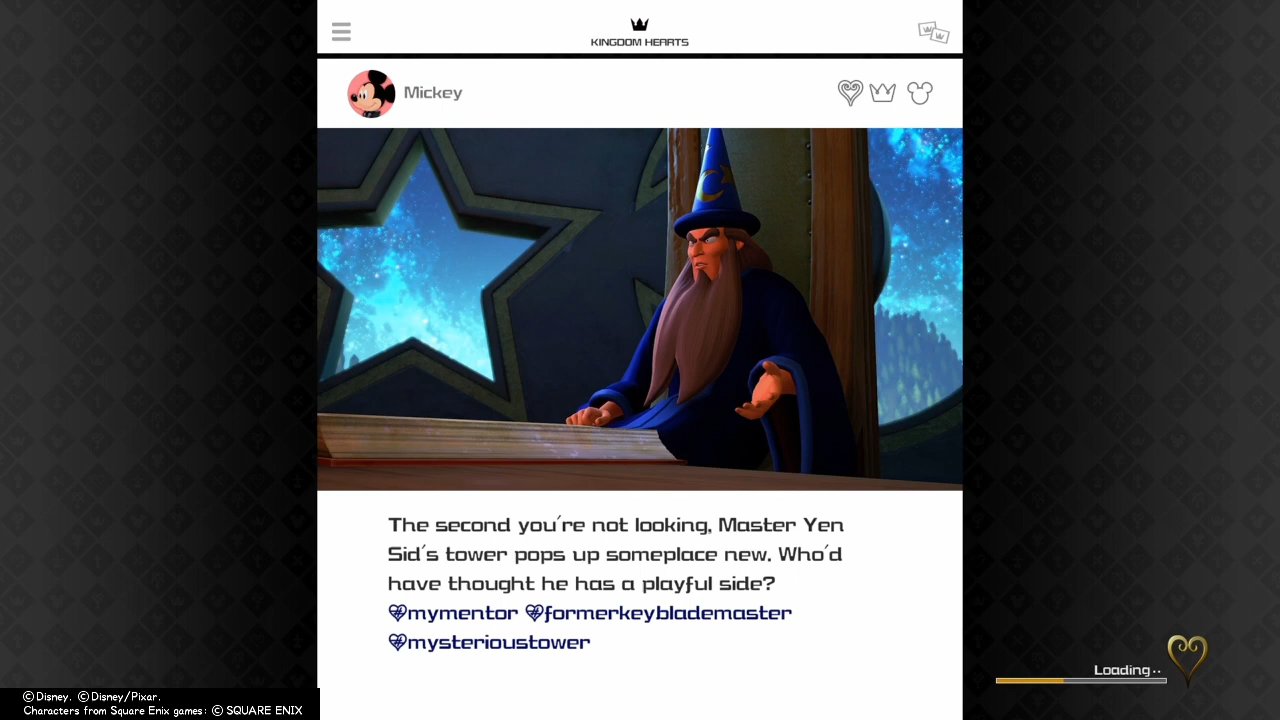 KINGDOM HEARTS
Mickey
The second you're not looking, Master Yen
Sid's tower pops up someplace new. Who'd
have thought he has a playful side?
#mymentor #formerkeyblademaster
#mysterioustower
Loading··
©Disney. ©Disney/Pixar.
Characters from Square Enix games: © SQUARE ENIX